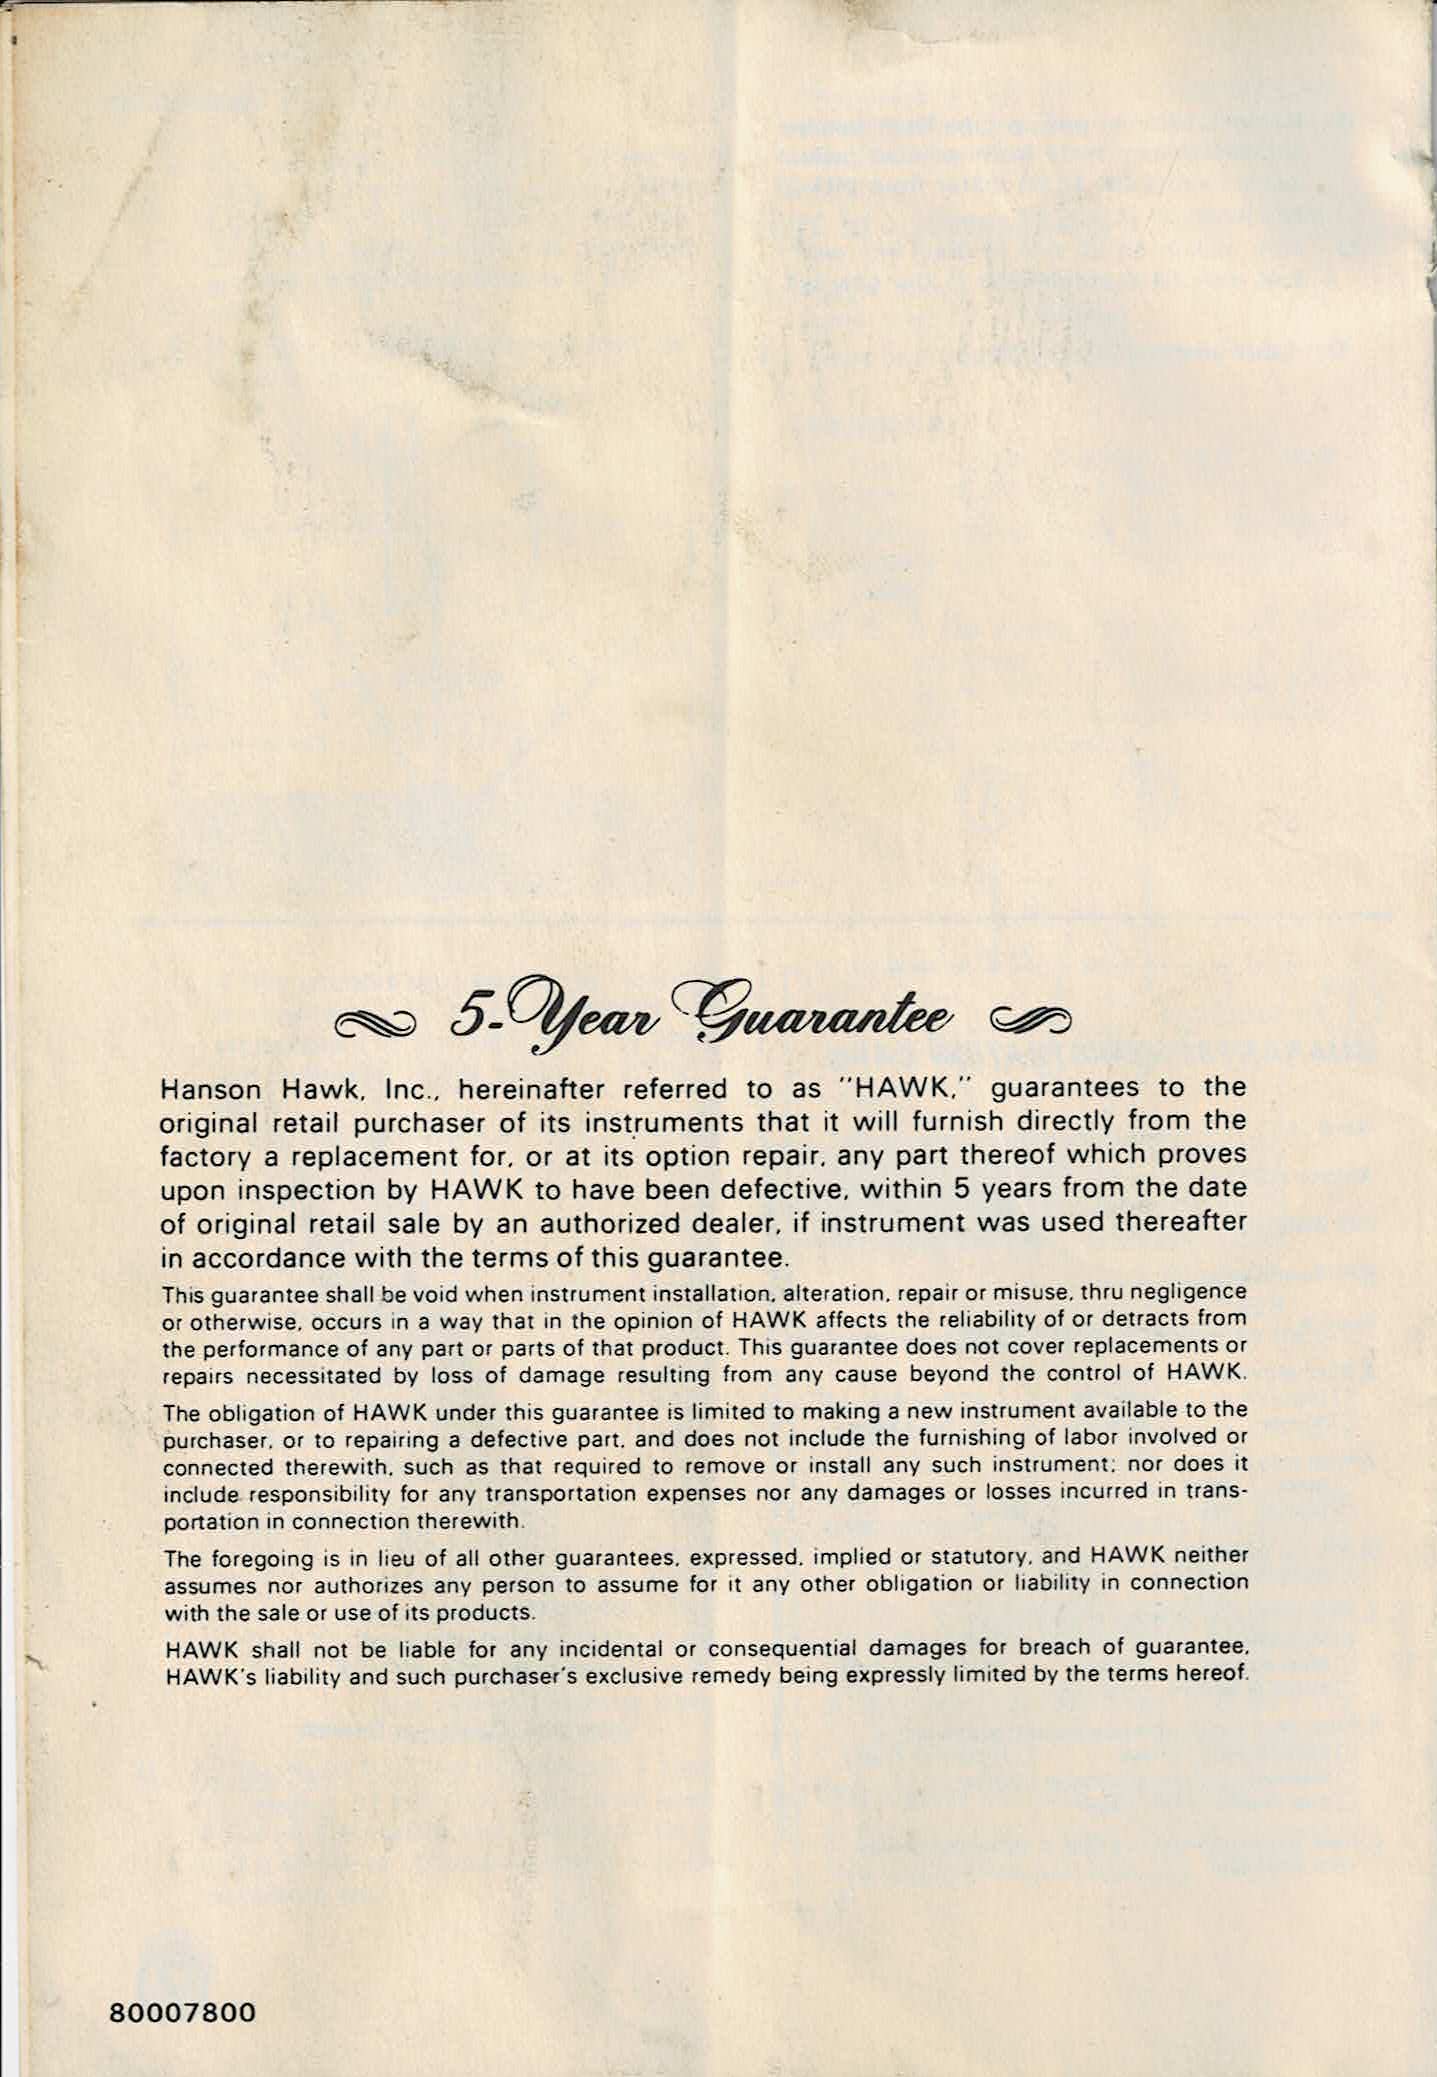 5-Year Guarantee
Hanson Hawk, Inc., hereinafter referred to as "HAWK," guarantees to the
original retail purchaser of its instruments that it will furnish directly from the
factory a replacement for, or at its option repair, any part thereof which proves
upon inspection by HAWK to have been defective, within 5 years from the date
of original retail sale by an authorized dealer, if instrument was used thereafter
in accordance with the terms of this guarantee.
This guarantee shall be void when instrument installation, alteration, repair or misuse, thru negligence
or otherwise, occurs in a way that in the opinion of HAWK affects the reliability of or detracts from
the performance of any part or parts of that product. This guarantee does not cover replacements or
repairs necessitated by loss of damage resulting from any cause beyond the control of HAWK.
The obligation of HAWK under this guarantee is limited to making a new instrument available to the
purchaser, or to repairing a defective part, and does not include the furnishing of labor involved or
connected therewith, such as that required to remove or install any such instrument; nor does it
include responsibility for any transportation expenses nor any damages or losses incurred in trans-
portation in connection therewith.
The foregoing is in lieu of all other guarantees, expressed, implied or statutory, and HAWK neither
assumes nor authorizes any person to assume for it any other obligation or liability in connection
with the sale or use of its products.
HAWK shall not be liable for any incidental or consequential damages for breach of guarantee,
HAWK's liability and such purchaser's exclusive remedy being expressly limited by the terms hereof.
80007800